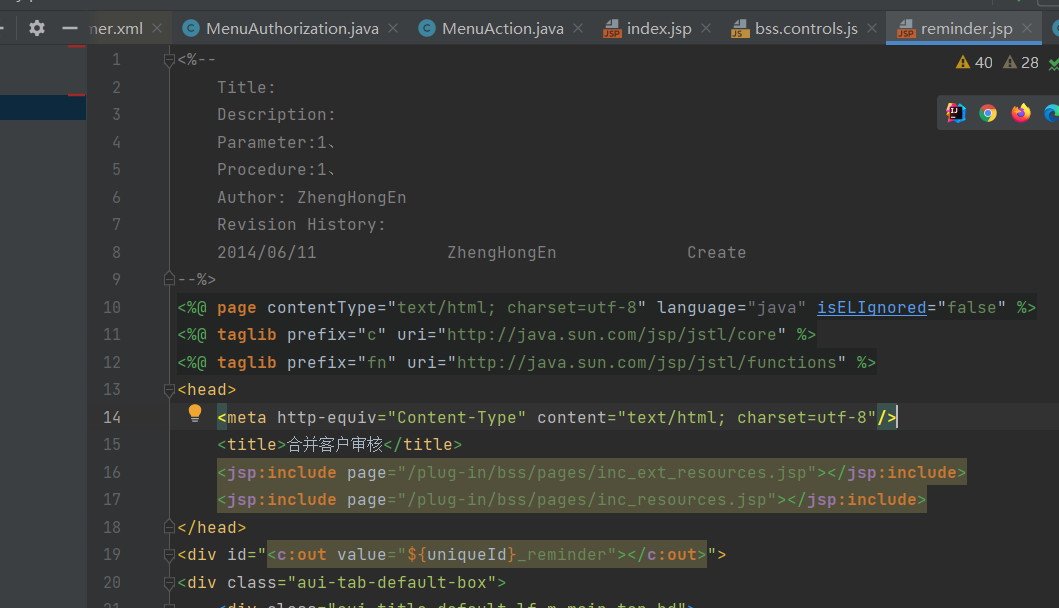 ner.xml MenuAuthorization.java MenuAction.java index.jsp bss.controls.js reminder.jsp
40 28
1 <%--
2 Title:
3 Description:
4 Parameter:1、
5 Procedure:1、
6 Author: ZhengHongEn
7 Revision History:
8 2014/06/11 ZhengHongEn Create
9 --%>
10 <%@ page contentType="text/html; charset=utf-8" language="java" isELIgnored="false" %>
11 <%@ taglib prefix="c" uri="http://java.sun.com/jsp/jstl/core" %>
12 <%@ taglib prefix="fn" uri="http://java.sun.com/jsp/jstl/functions" %>
13 <head>
14 <meta http-equiv="Content-Type" content="text/html; charset=utf-8"/>
15 <title>合并客户审核</title>
16 <jsp:include page="/plug-in/bss/pages/inc_ext_resources.jsp"></jsp:include>
17 <jsp:include page="/plug-in/bss/pages/inc_resources.jsp"></jsp:include>
18 </head>
19 <div id="<c:out value="${uniqueId}_reminder"></c:out>">
20 <div class="aui-tab-default-box">